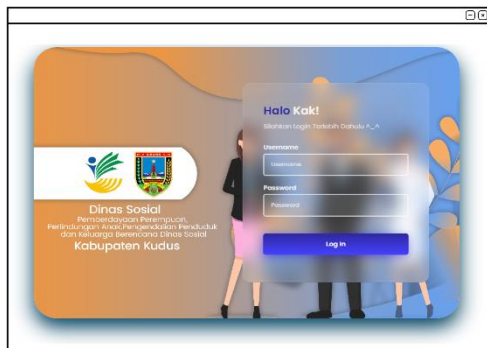 Dinas Sosial
Pemberdayaan Perempuan,
Perlindungan Anak,Pengendalian Penduduk
dan Keluarga Berencana Dinas Sosial
Kabupaten Kudus
Halo Kak!
Silahkan Login Terlebih Dahulu ^_^
Username
Username
Password
Password
Log In